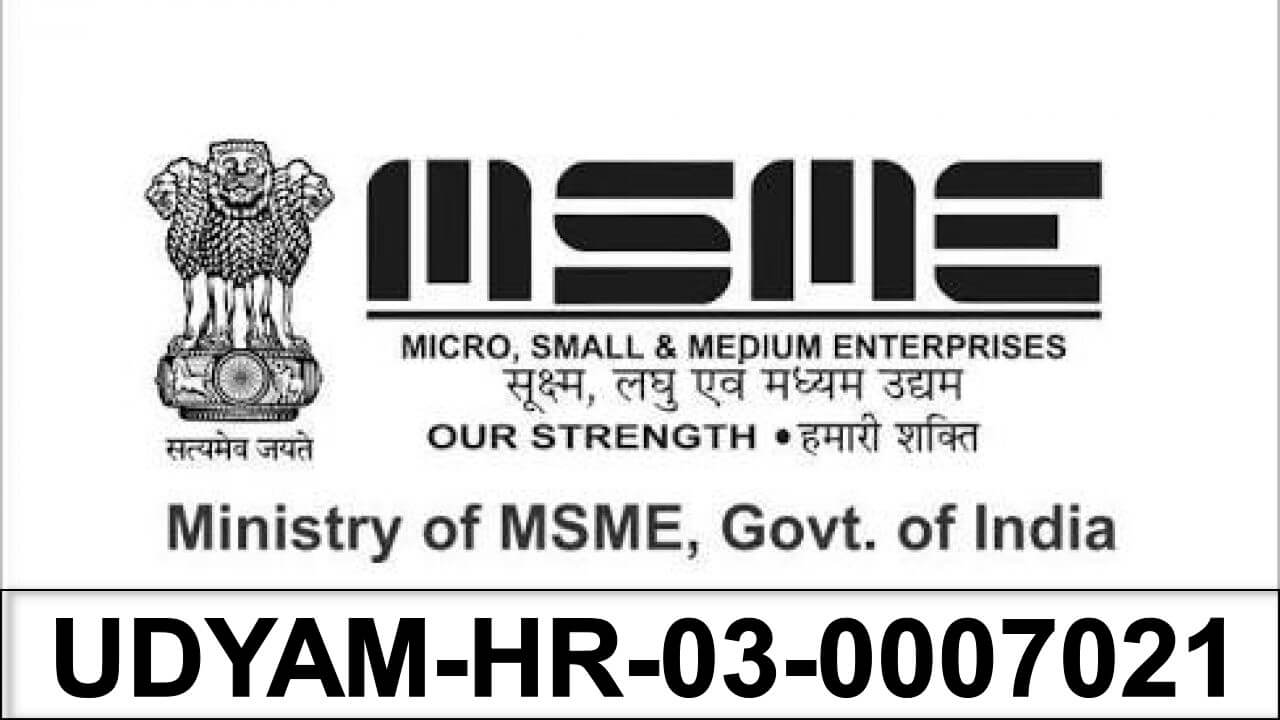 MSME
MICRO, SMALL & MEDIUM ENTERPRISES
सूक्ष्म, लघु एवं मध्यम उद्यम
OUR STRENGTH • हमारी शक्ति
सत्यमेव जयते
Ministry of MSME, Govt. of India
UDYAM-HR-03-0007021